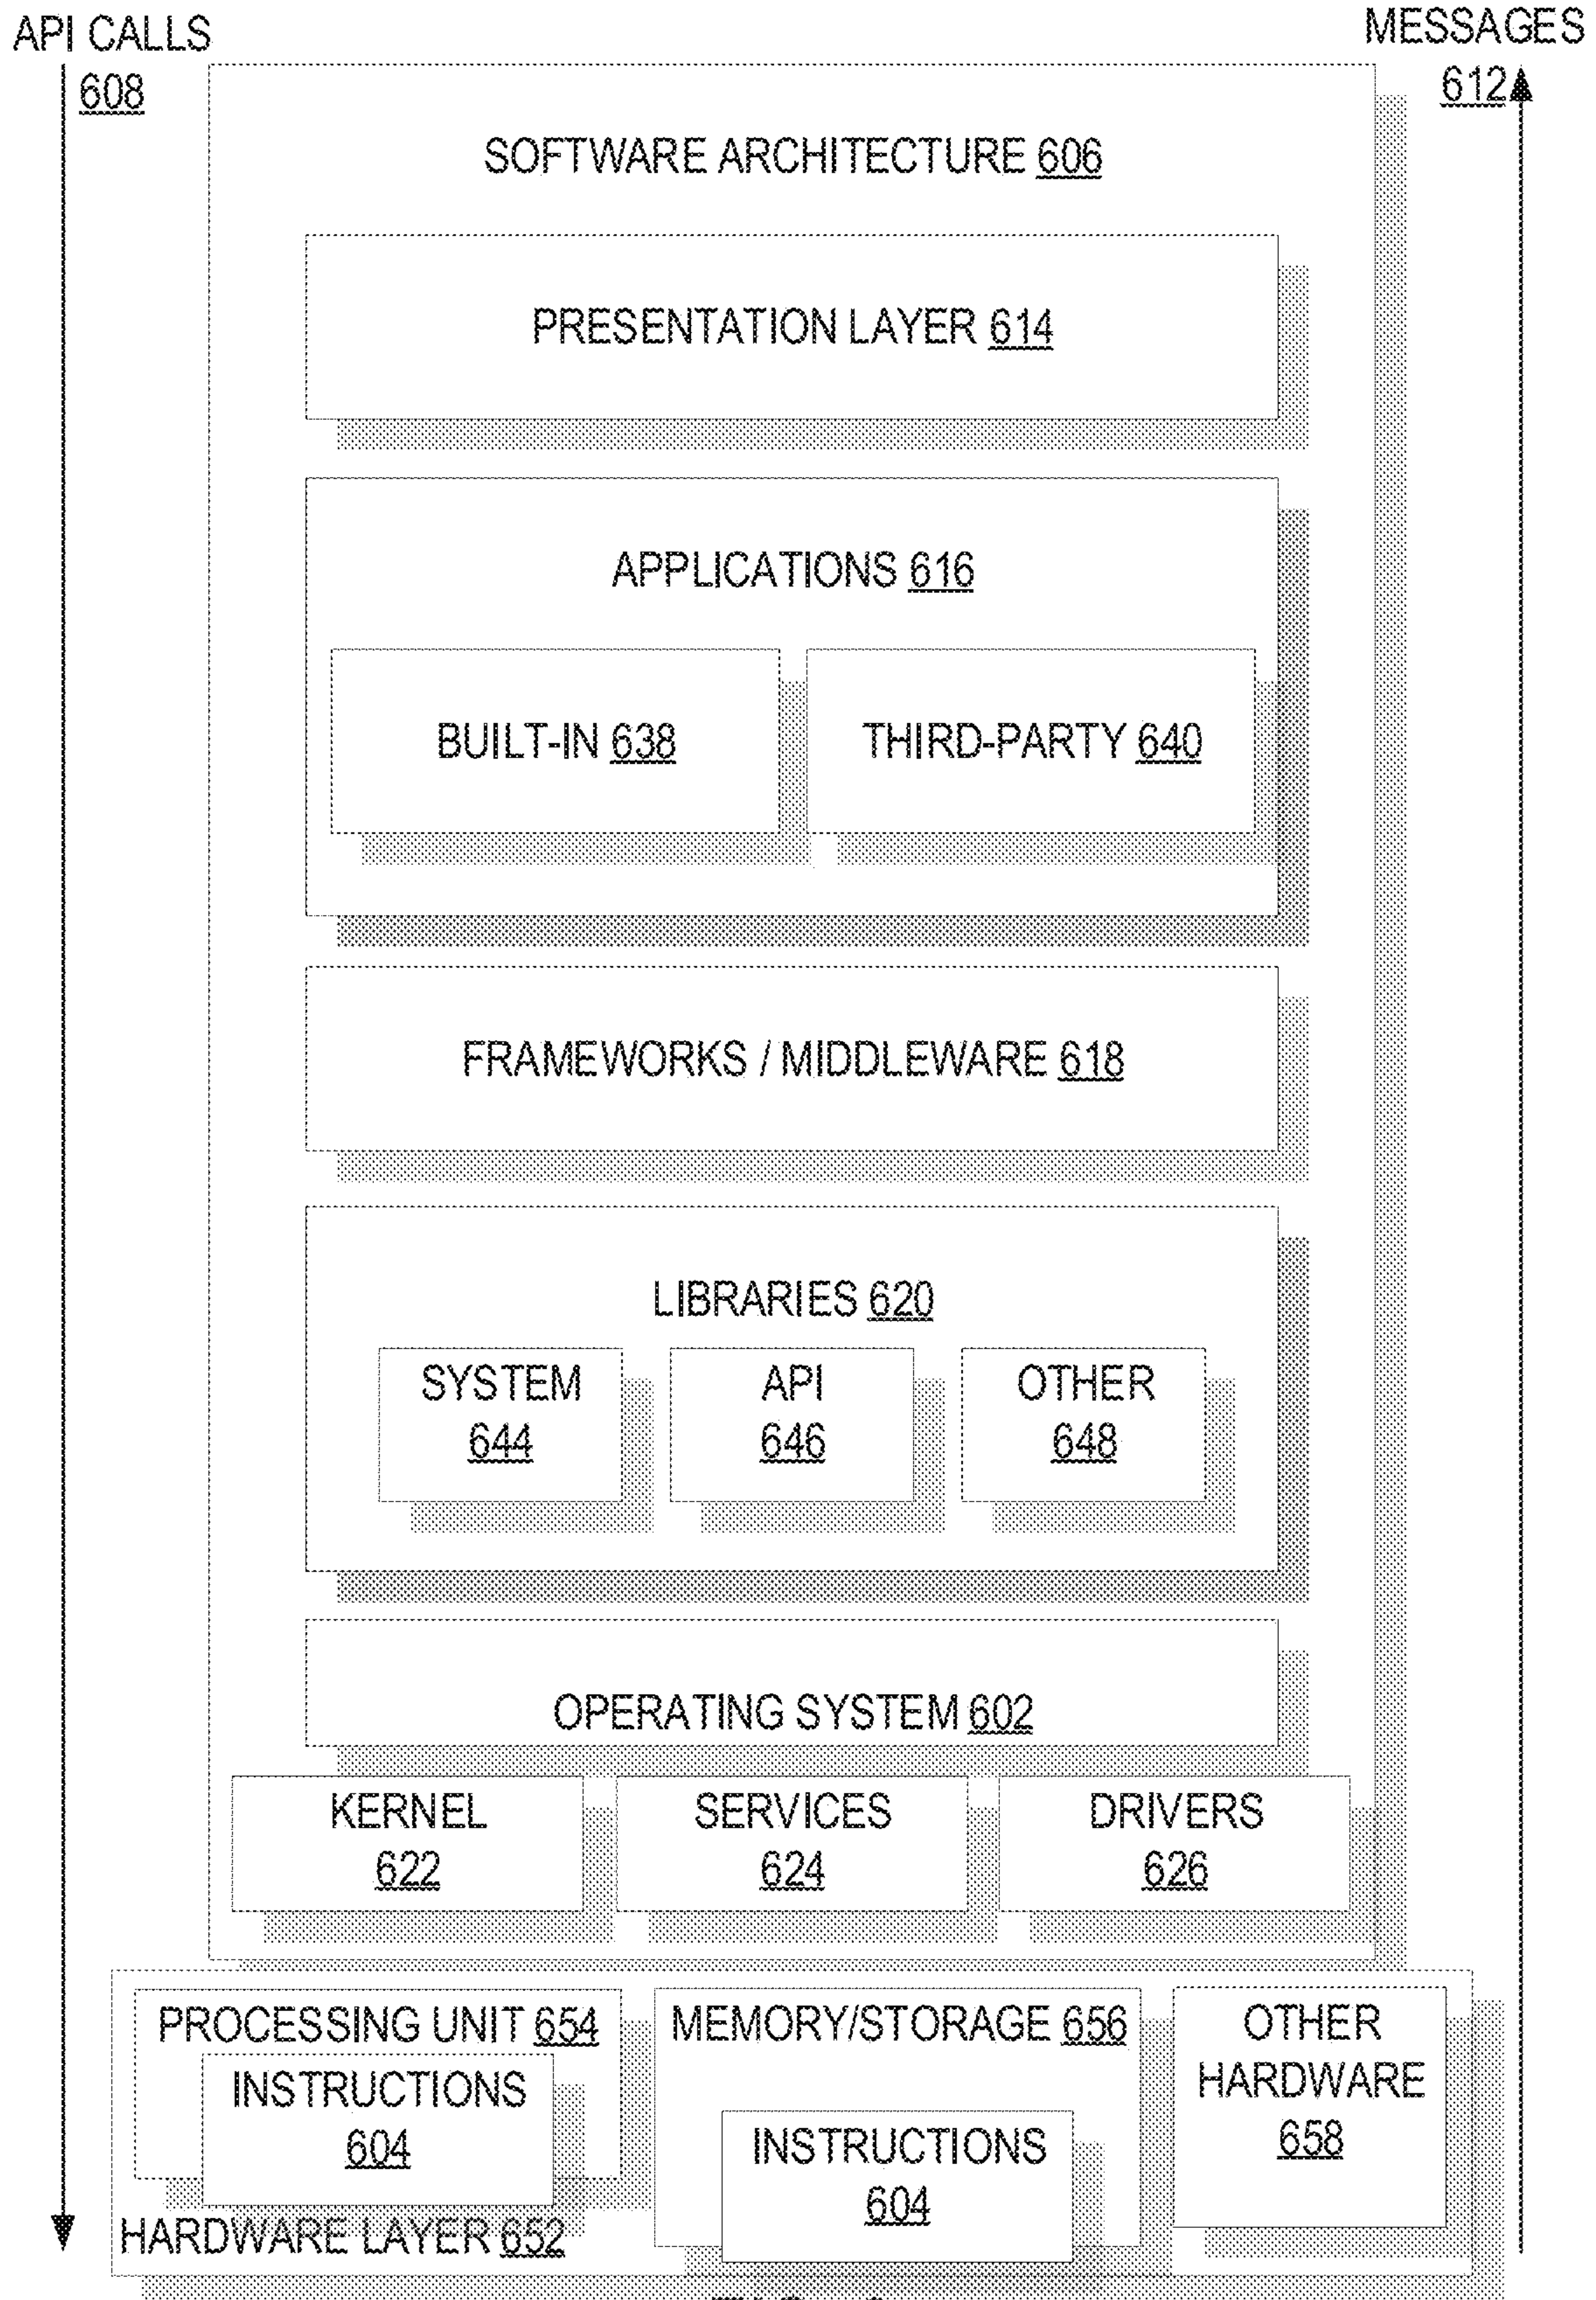 API CALLS
608
MESSAGES
612
SOFTWARE ARCHITECTURE 606
PRESENTATION LAYER 614
APPLICATIONS 616
BUILT-IN 638
THIRD-PARTY 640
FRAMEWORKS / MIDDLEWARE 618
LIBRARIES 620
SYSTEM
644
API
646
OTHER
648
OPERATING SYSTEM 602
KERNEL
622
SERVICES
624
DRIVERS
626
PROCESSING UNIT 654
INSTRUCTIONS
604
MEMORY/STORAGE 656
INSTRUCTIONS
604
OTHER
HARDWARE
658
HARDWARE LAYER 652